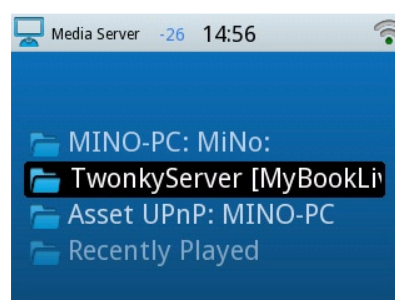 Media Server -26 14:56
MINO-PC: MiNo:
TwonkyServer [MyBookLiv
Asset UPnP: MINO-PC
Recently Played